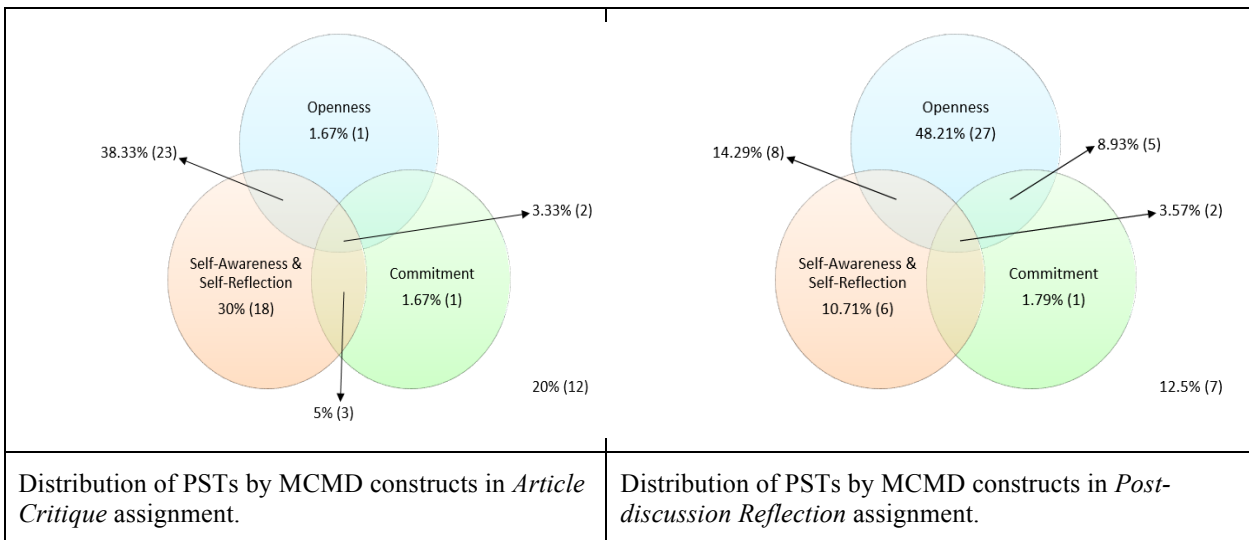 Openness
1.67% (1)
38.33% (23)
3.33% (2)
Self-Awareness &
Self-Reflection
30% (18)
Commitment
1.67% (1)
20% (12)
5% (3)
Openness
48.21% (27)
14.29% (8)
8.93% (5)
3.57% (2)
Self-Awareness &
Self-Reflection
10.71% (6)
Commitment
1.79% (1)
12.5% (7)
Distribution of PSTs by MCMD constructs in Article
Critique assignment.
Distribution of PSTs by MCMD constructs in Post-
discussion Reflection assignment.